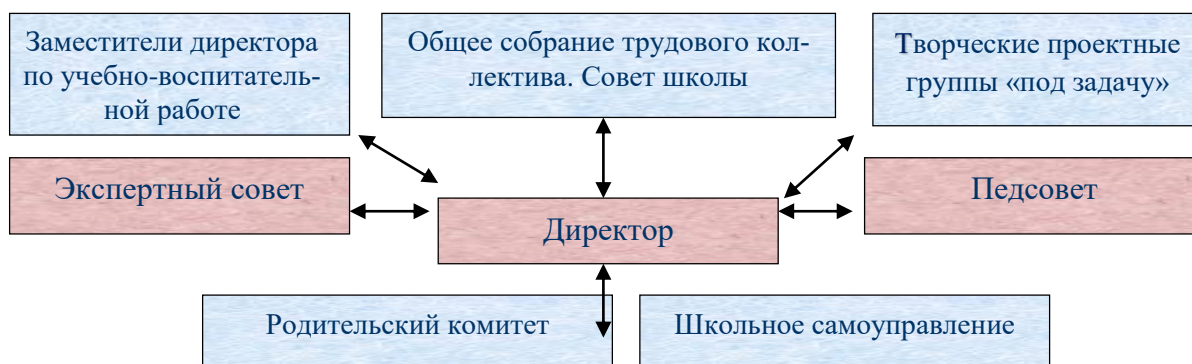 Заместители директора
по учебно-воспитатель-
ной работе
Общее собрание трудового кол-
лектива. Совет школы
Творческие проектные
группы «под задачу»
Экспертный совет
Директор
Педсовет
Родительский комитет
Школьное самоуправление